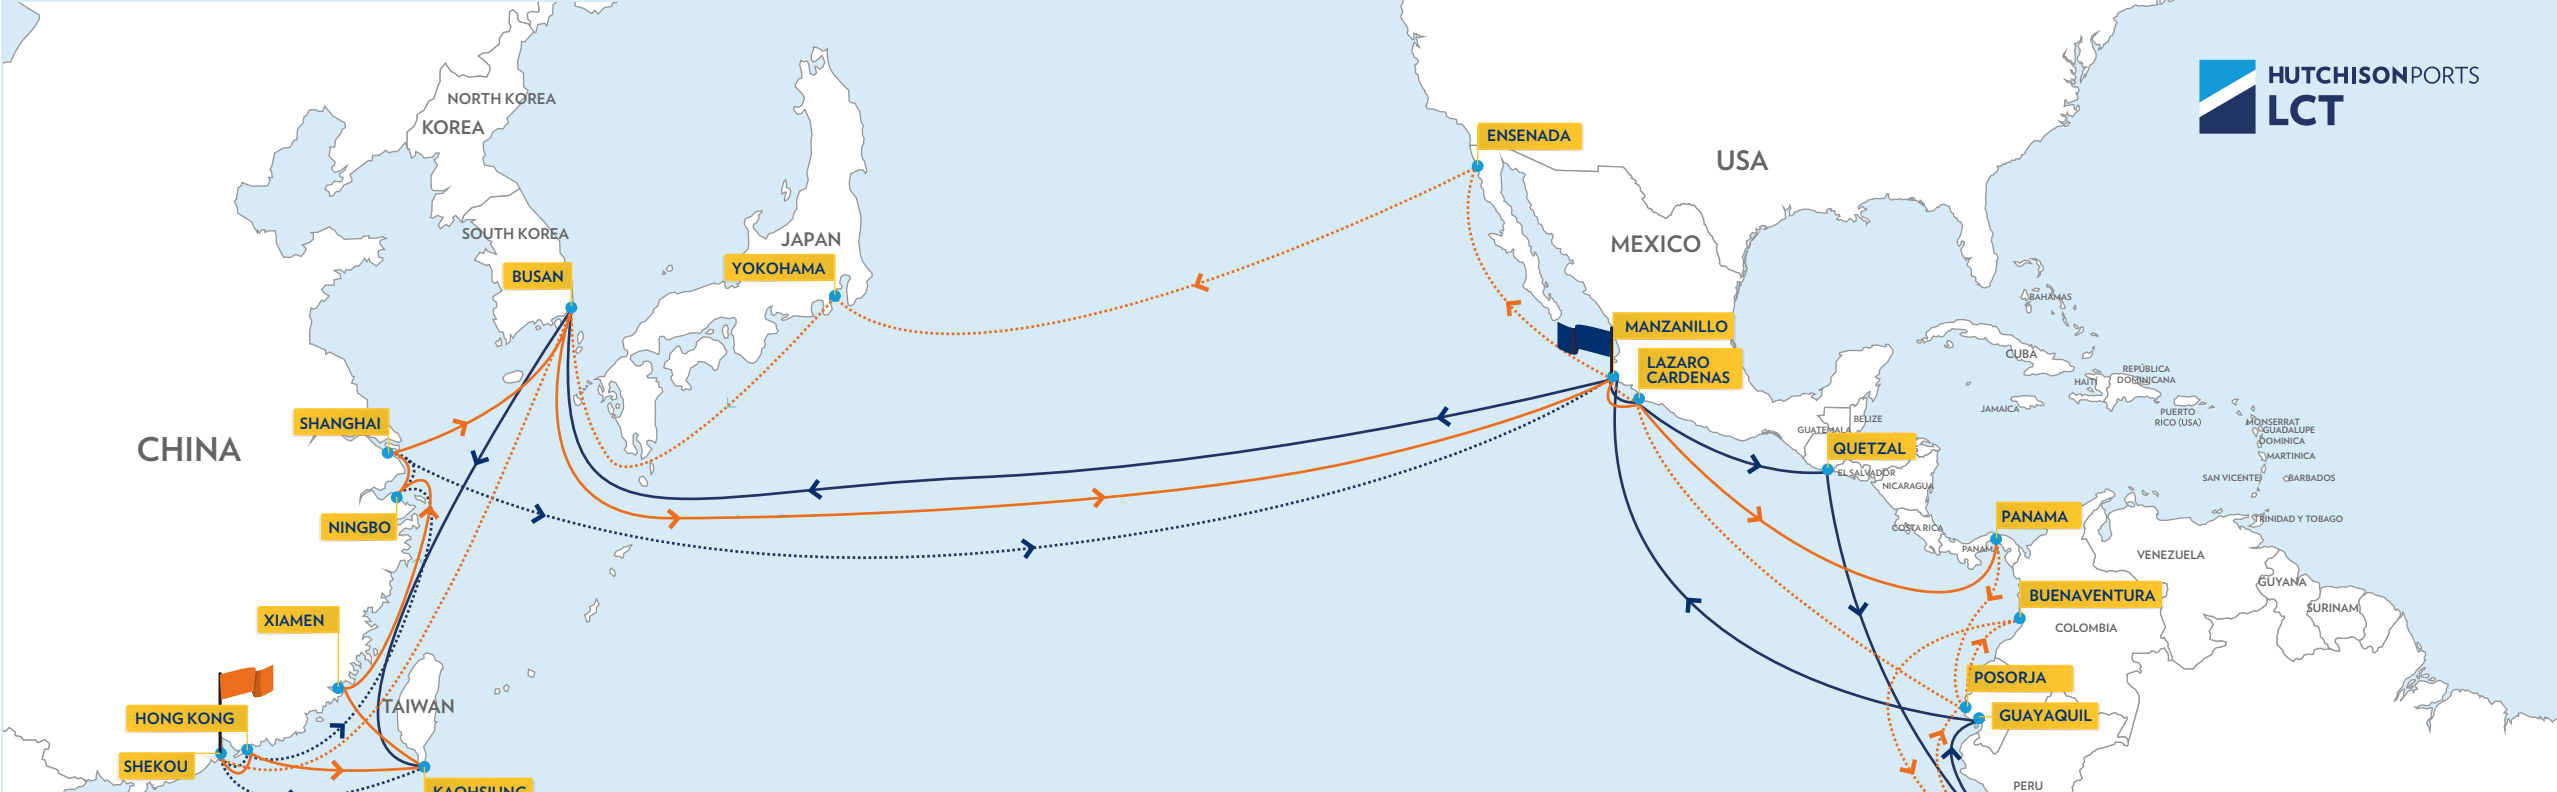 HUTCHISONPORTS
LCT
NORTH KOREA
KOREA
ENSENADA
USA
SOUTH KOREA
JAPAN
MEXICO
YOKOHAMA
BUSAN
BAHAMAS
MANZANILLO
CUBA
LAZARO
CARDENAS
REPÚBLICA
DOMINICANA
HAITÍ
JAMAICA
PUERTO
RICO (USA)
SHANGHAI
CHINA
BELIZE
GUATEMALA
MONSERRAT
GUADALUPE
DOMINICA
QUETZAL
MARTINICA
EL SALVADOR
SAN VICENTE
BARBADOS
NICARAGUA
NINGBO
PANAMA
TRINIDAD Y TOBAGO
COSTA RICA
PANAMA
VENEZUELA
GUYANA
BUENAVENTURA
SURINAM
XIAMEN
COLOMBIA
POSORJA
TAIWAN
HONG KONG
GUAYAQUIL
SHEKOU
PERU
KAOHSIUNG